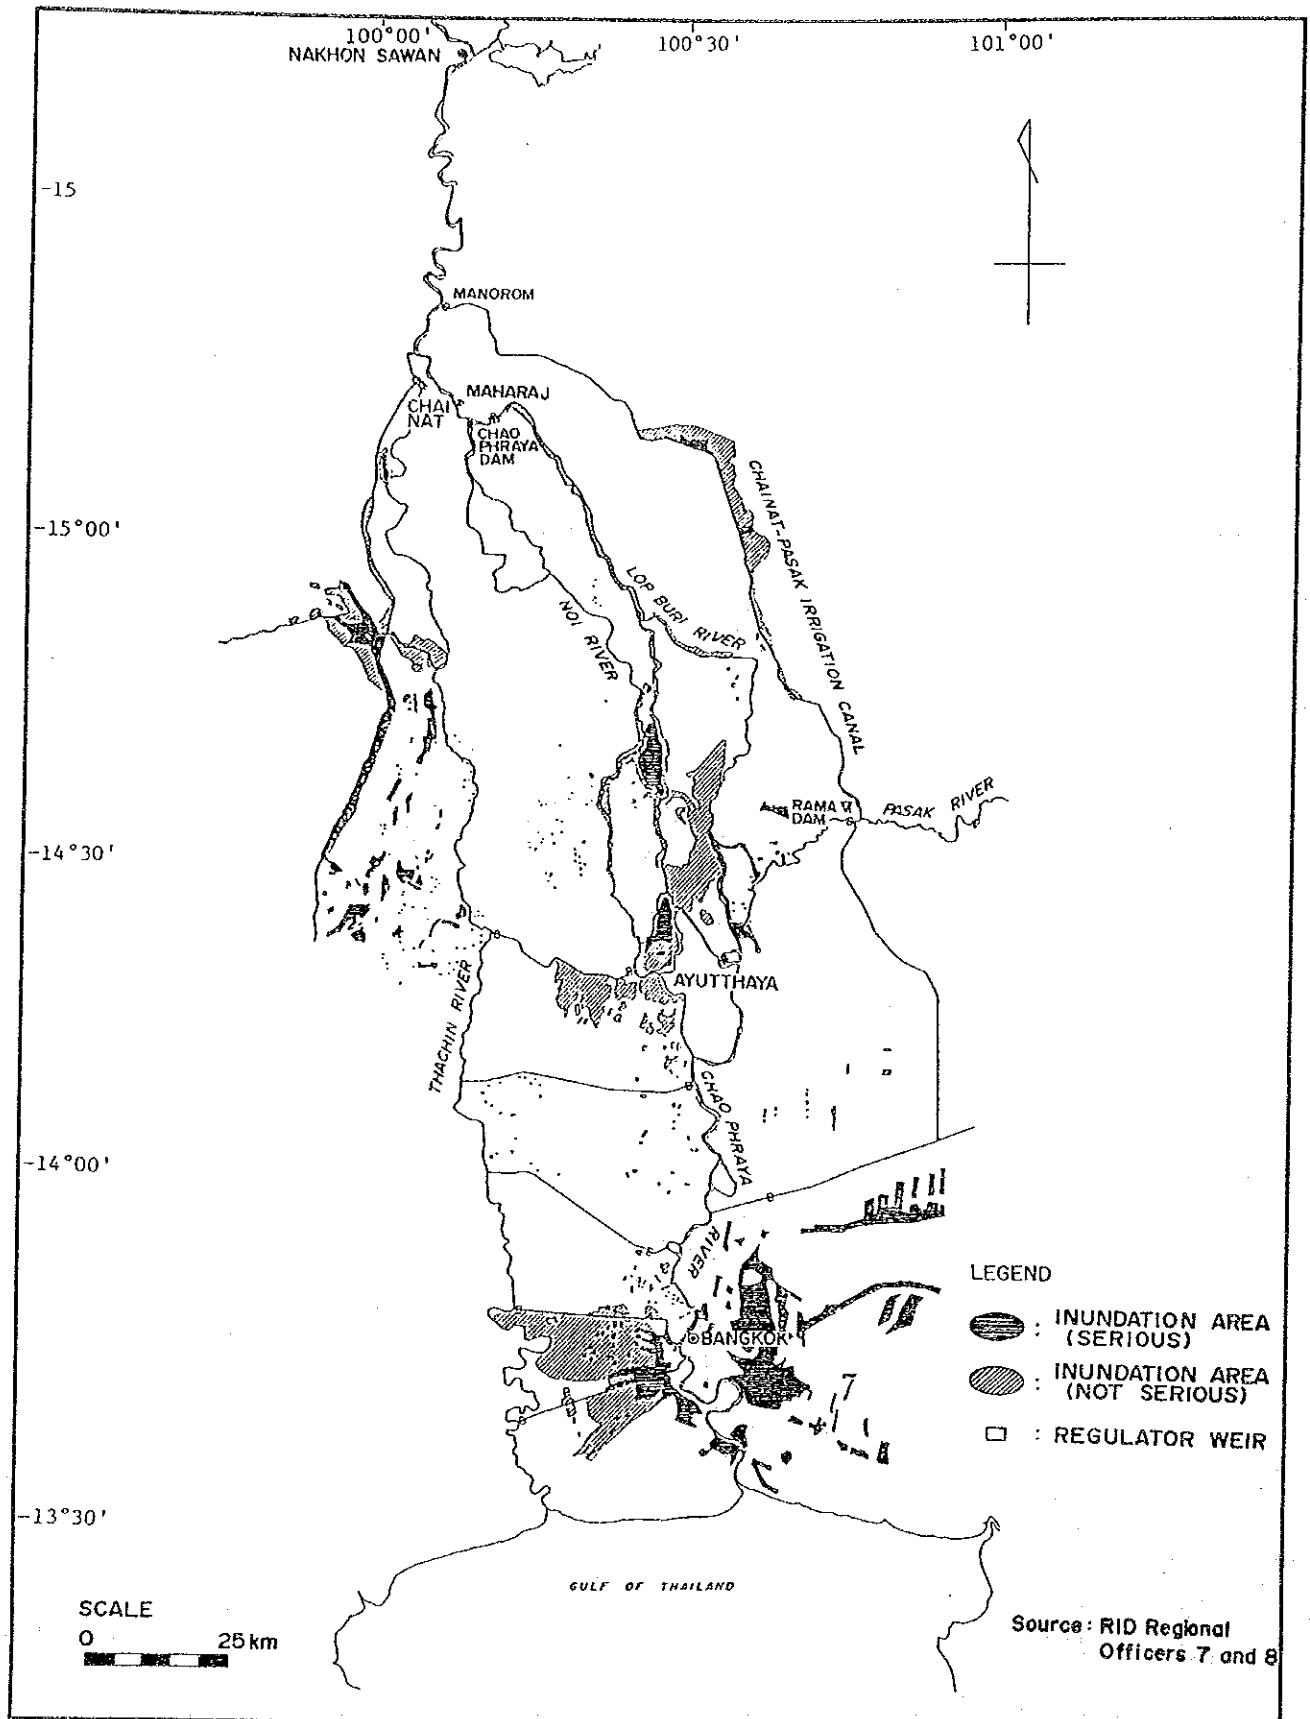 100°00'
100°30'
101°00'
NAKHON SAWAN
-15
MANOROM
MAHARAJ
CHAI
NAT
CHAO
PHRAYA
DAM
CHAINAT-PASAK IRRIGATION CANAL
-15°00'
LOP BURI RIVER
NOI RIVER
RAMA VI
DAM
PASAK RIVER
-14°30'
AYUTTHAYA
THACHIN RIVER
CHAO PHRAYA
RIVER
-14°00'
LEGEND
: INUNDATION AREA
(SERIOUS)
: INUNDATION AREA
(NOT SERIOUS)
: REGULATOR WEIR
BANGKOK
7
-13°30'
GULF OF THAILAND
SCALE
0 25 km
Source: RID Regional
Officers 7 and 8